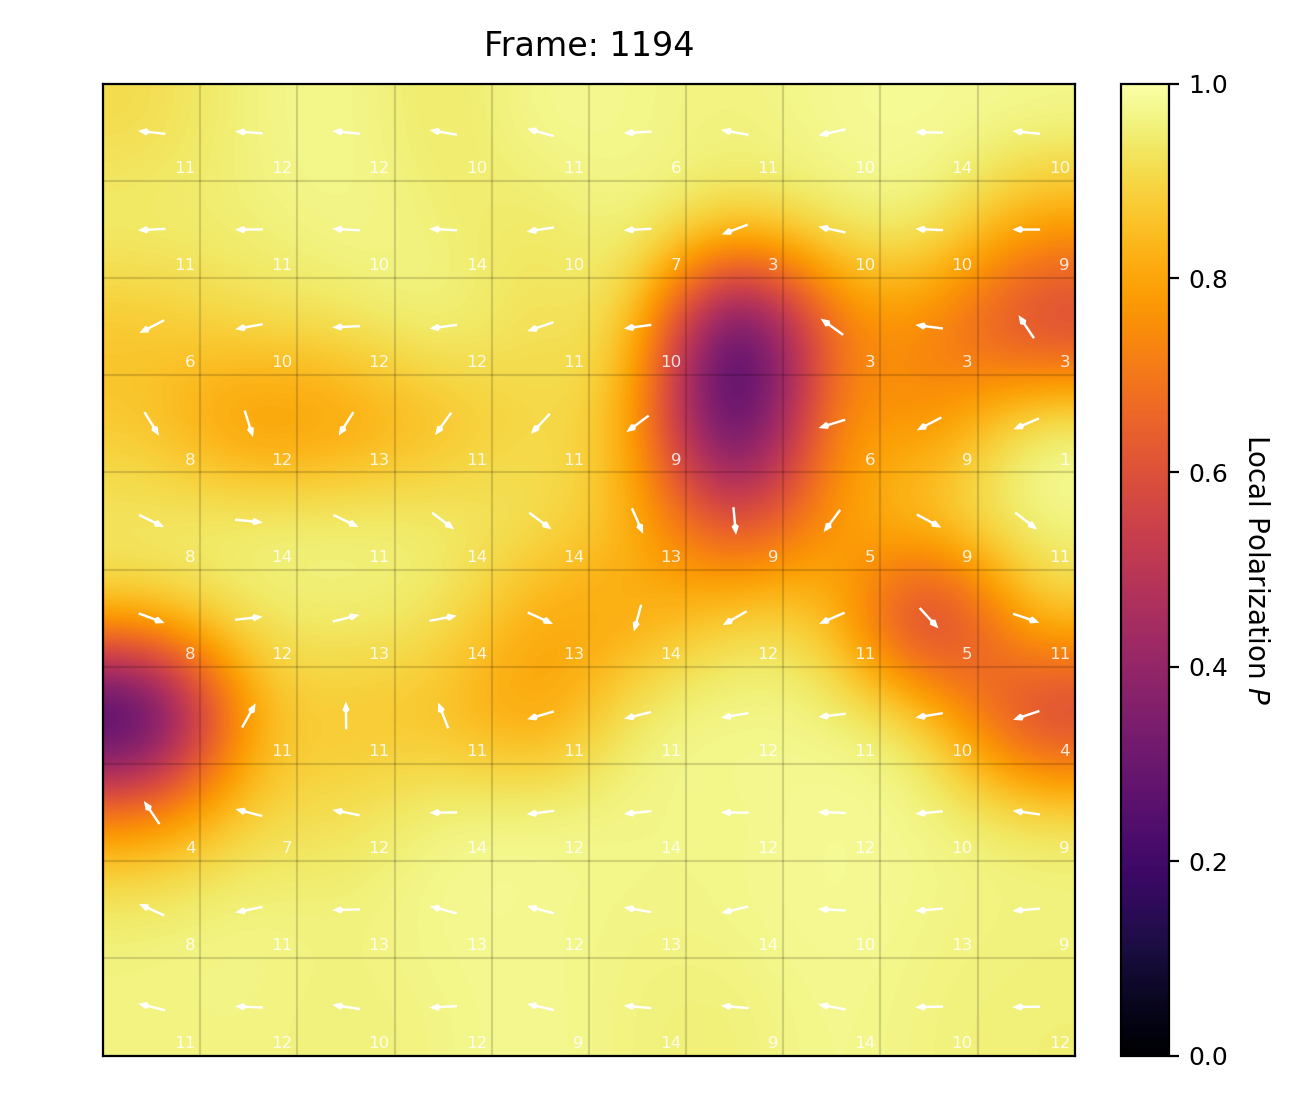 Frame: 1194
11 12 12 10 11 6 11 10 14 10
11 11 10 14 10 7 3 10 10 9
6 10 12 12 11 10 3 3 3
8 12 13 11 11 9 6 9 1
8 14 11 14 14 13 9 5 9 11
8 12 13 14 13 14 12 11 5 11
11 11 11 11 11 12 11 10 4
4 7 12 14 12 14 12 12 10 9
8 11 13 13 12 13 14 10 13 9
11 12 10 12 9 14 9 14 10 12
1.0
0.8
0.6
0.4
0.2
0.0
Local Polarization P